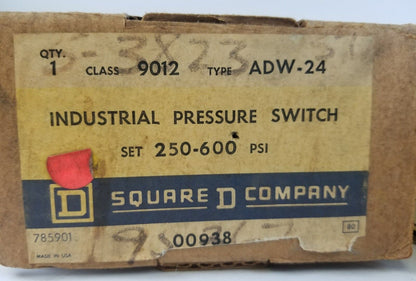 QTY.
1 CLASS 9012 TYPE ADW-24
INDUSTRIAL PRESSURE SWITCH
SET 250-600 PSI
D SQUARE D COMPANY
785901
00938
80
MADE IN USA